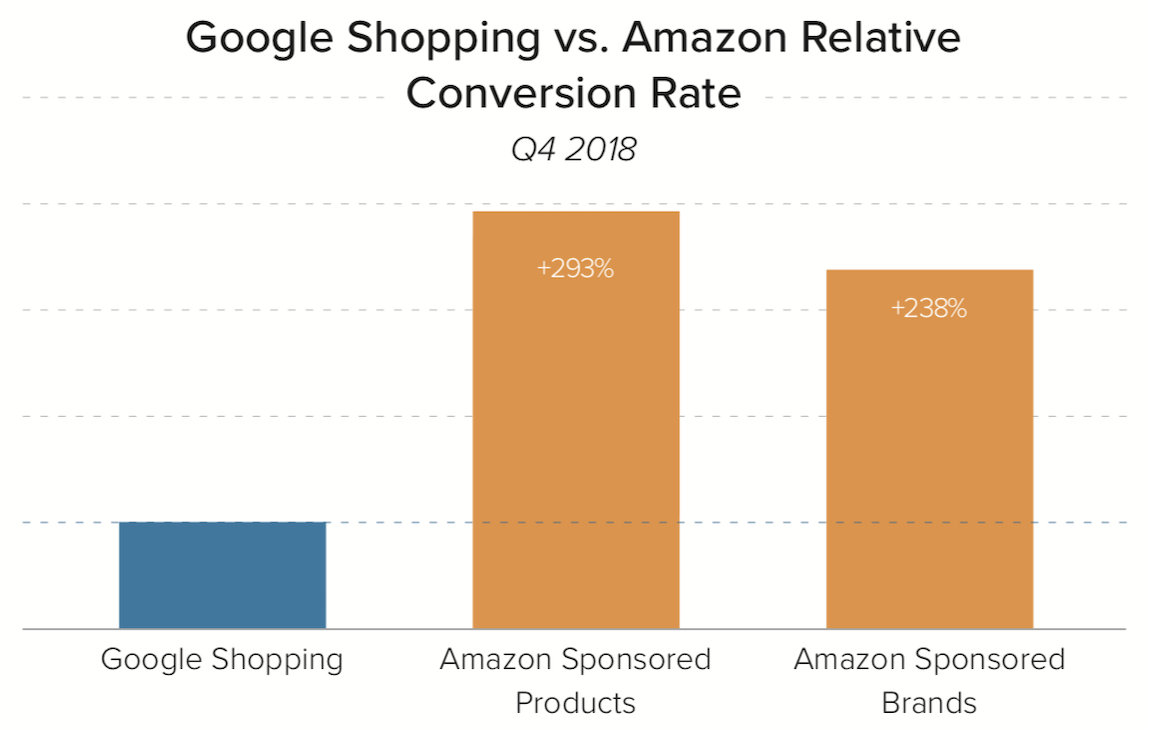 Google Shopping vs. Amazon Relative
Conversion Rate
Q4 2018
+293%
+238%
Google Shopping
Amazon Sponsored
Products
Amazon Sponsored
Brands